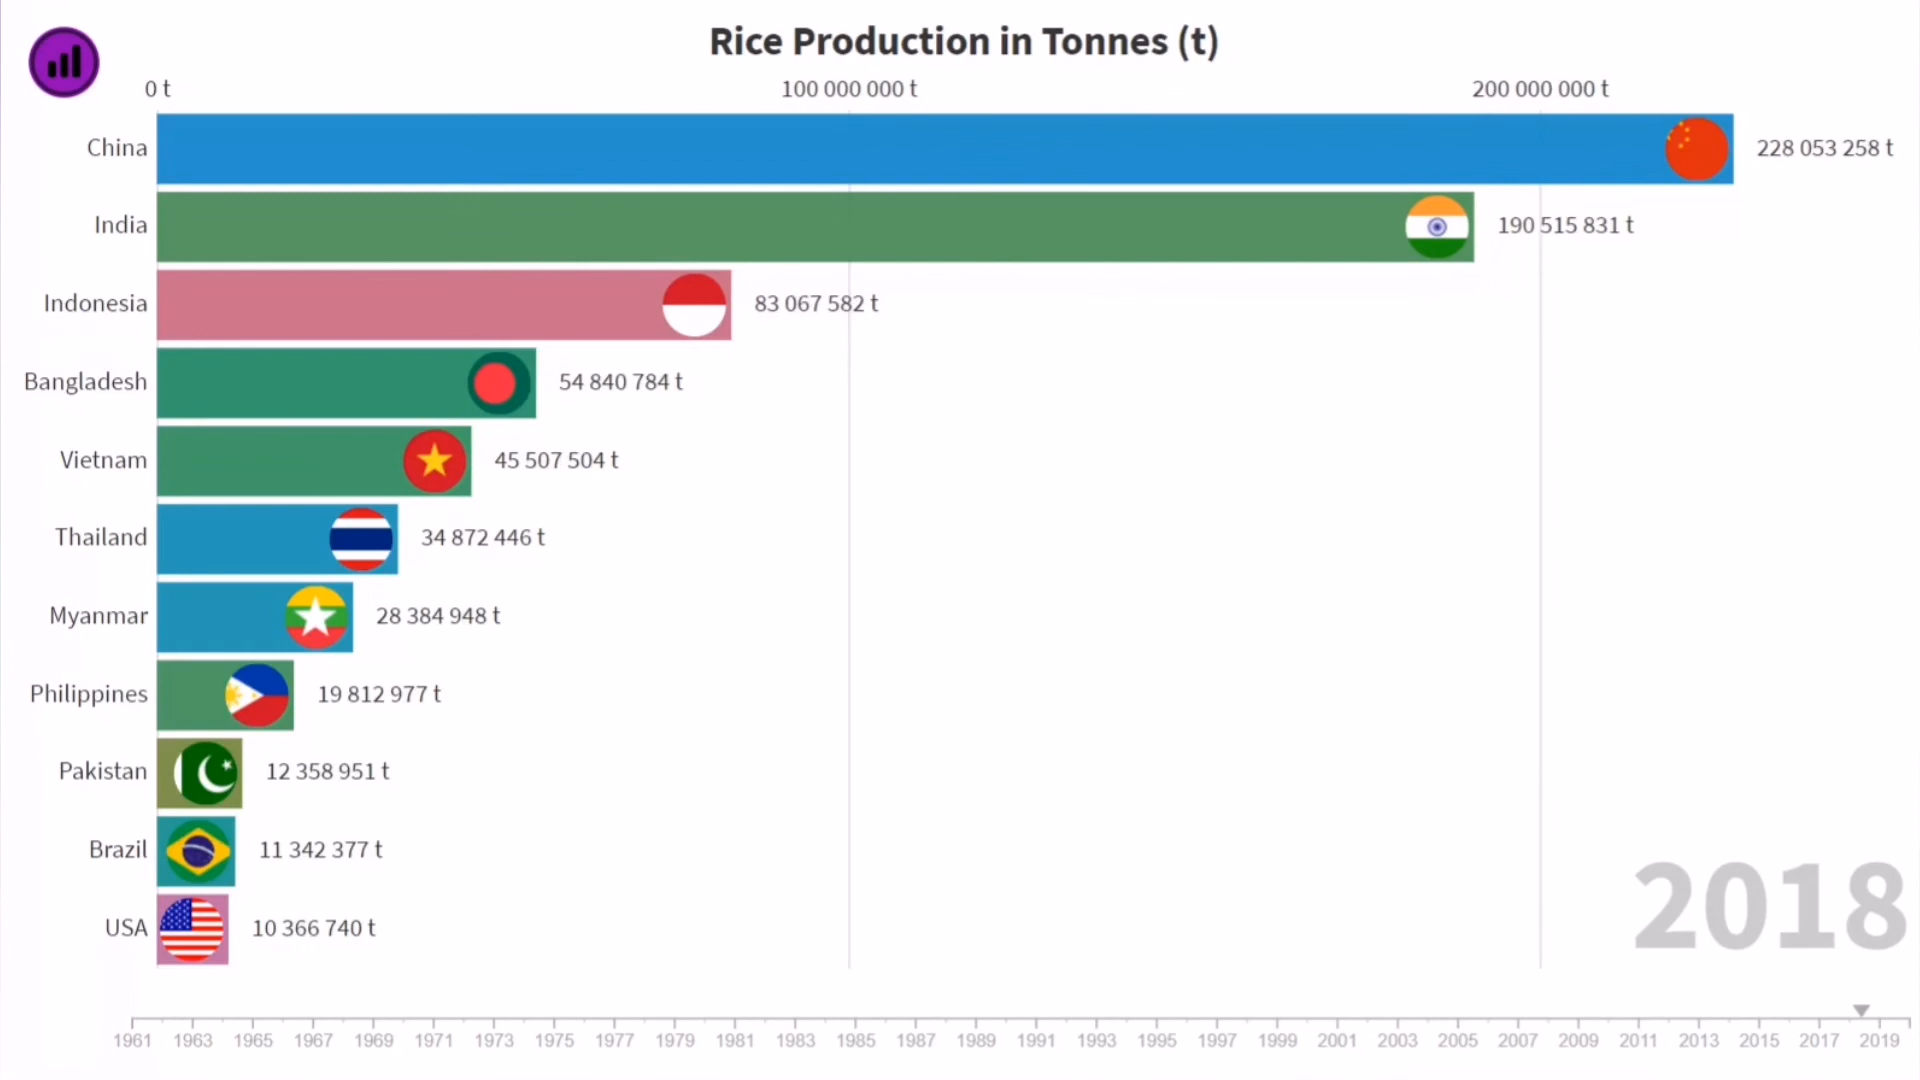 Rice Production in Tonnes (t)
0 t 100 000 000 t 200 000 000 t
China 228 053 258 t
India 190 515 831 t
Indonesia 83 067 582 t
Bangladesh 54 840 784 t
Vietnam 45 507 504 t
Thailand 34 872 446 t
Myanmar 28 384 948 t
Philippines 19 812 977 t
Pakistan 12 358 951 t
Brazil 11 342 377 t
USA 10 366 740 t
2018
1961 1963 1965 1967 1969 1971 1973 1975 1977 1979 1981 1983 1985 1987 1989 1991 1993 1995 1997 1999 2001 2003 2005 2007 2009 2011 2013 2015 2017 2019